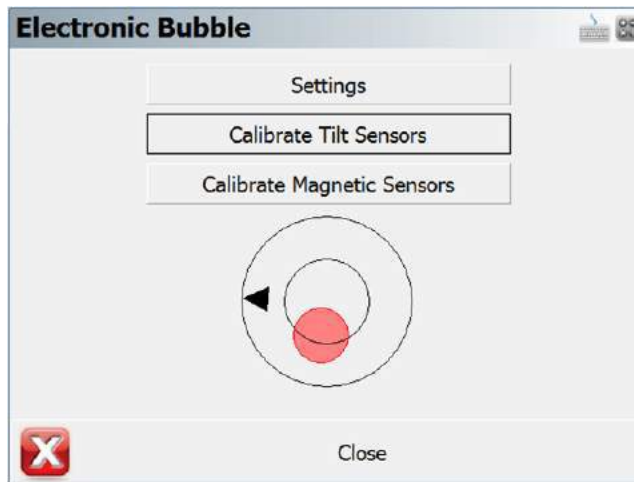 Electronic Bubble
Settings
Calibrate Tilt Sensors
Calibrate Magnetic Sensors
Close